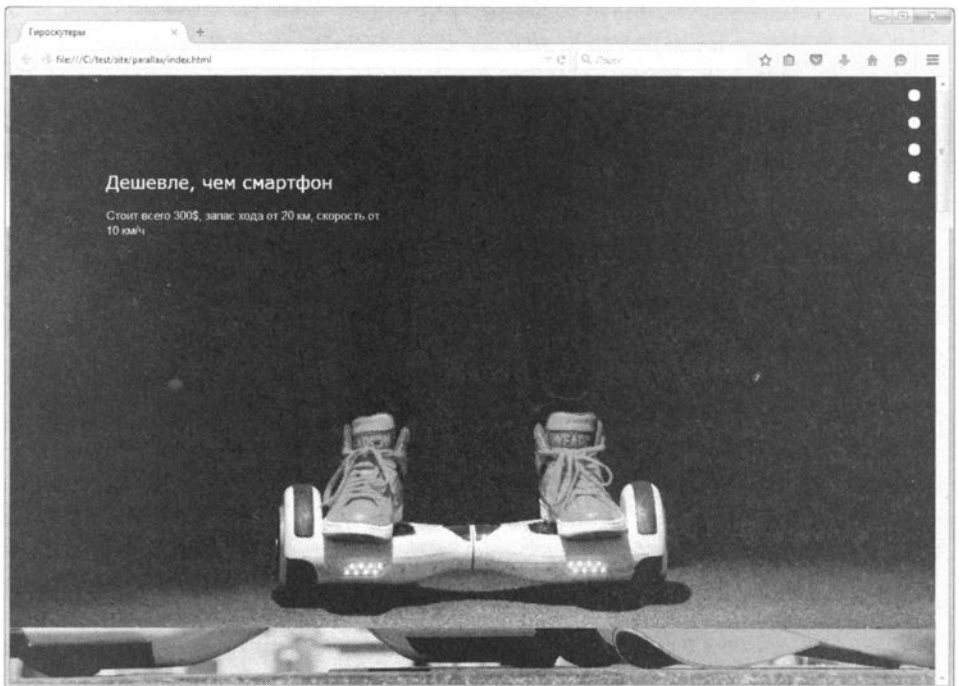 Гироскутеры
file:///C:/test/site/parallax/index.html
Поиск
Дешевле, чем смартфон
Стоит всего 300$, запас хода от 20 км, скорость от
10 км/ч